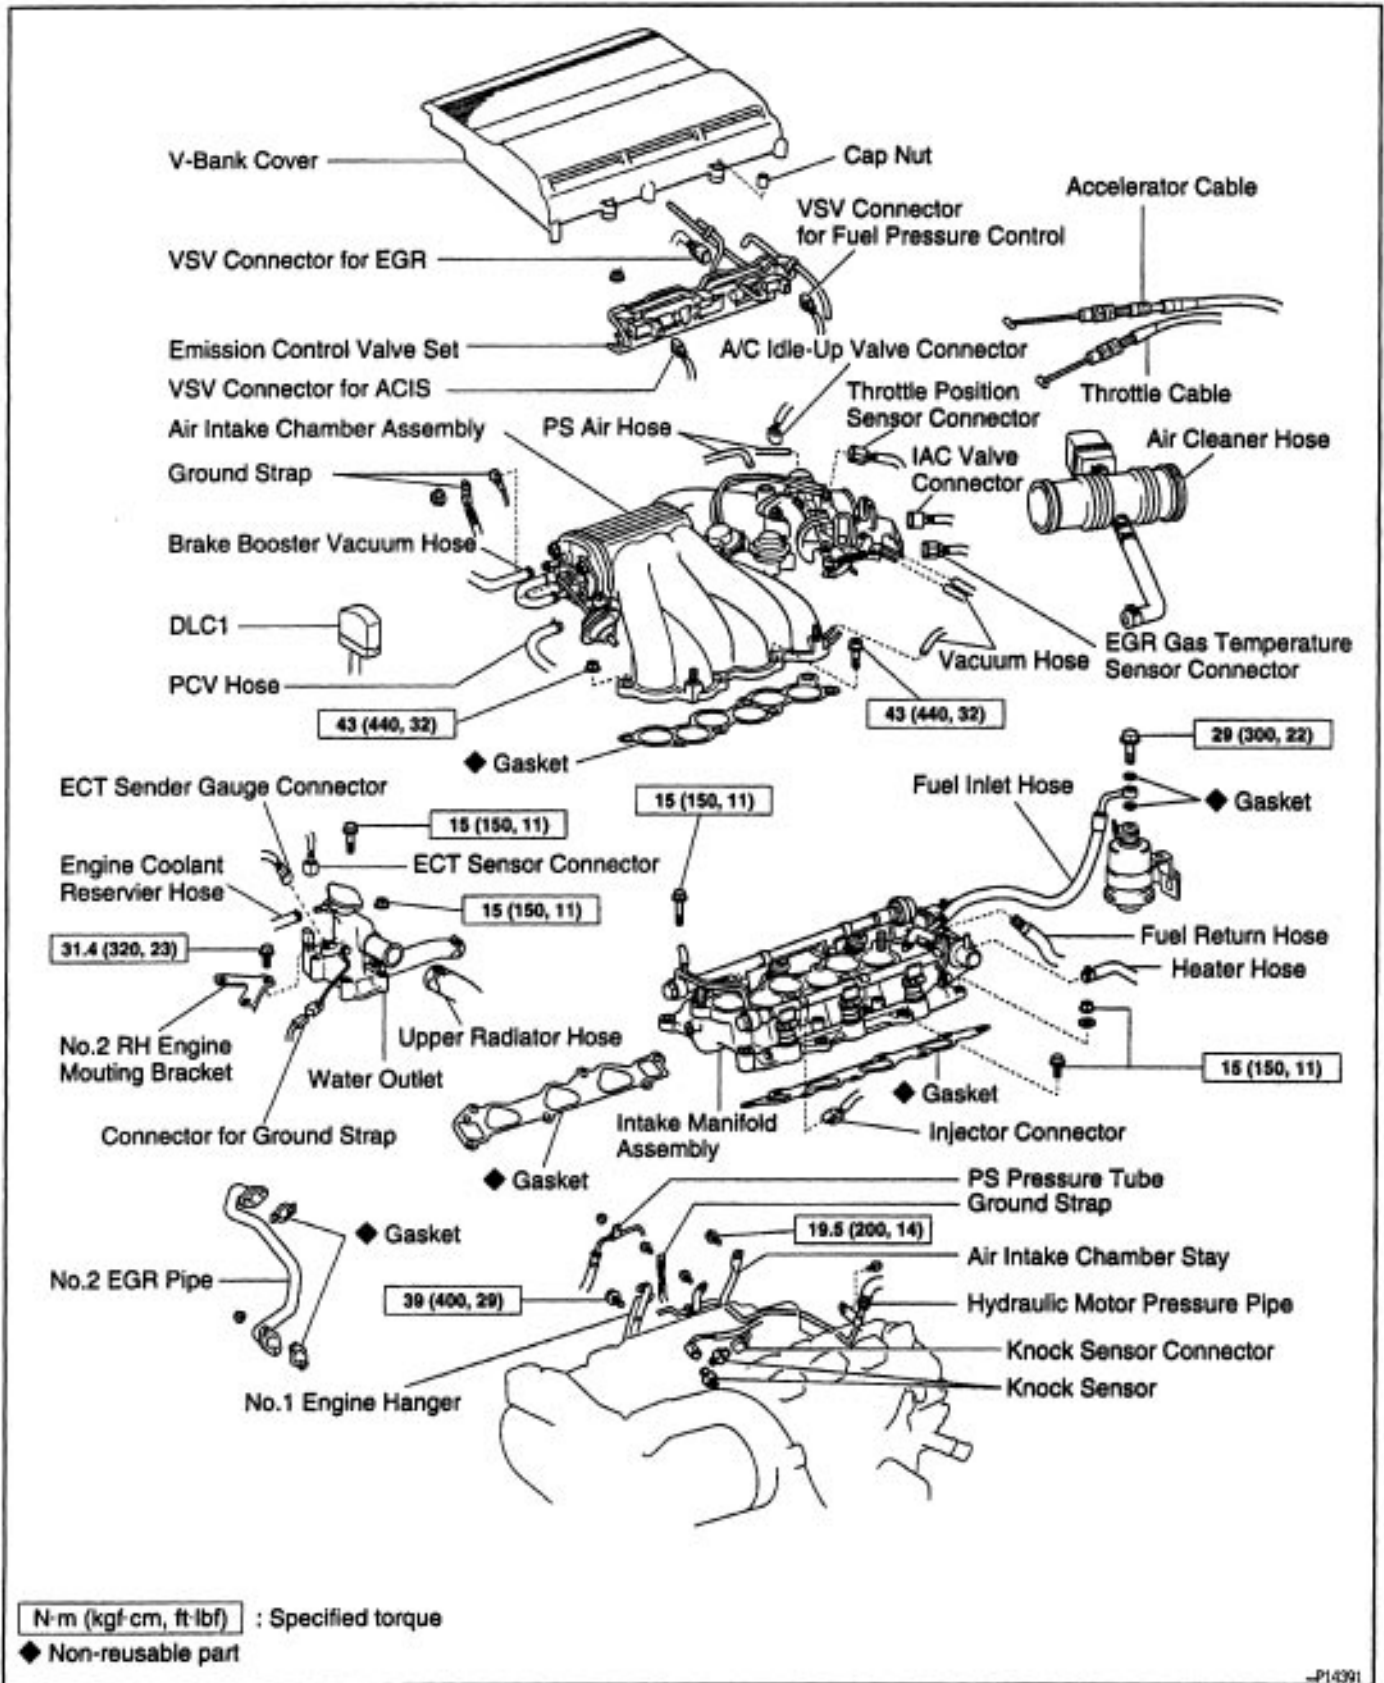 V-Bank Cover
Cap Nut
Accelerator Cable
VSV Connector
for Fuel Pressure Control
VSV Connector for EGR
Emission Control Valve Set
A/C Idle-Up Valve Connector
VSV Connector for ACIS
Throttle Position
Sensor Connector
Throttle Cable
Air Intake Chamber Assembly
PS Air Hose
Air Cleaner Hose
IAC Valve
Connector
Ground Strap
Brake Booster Vacuum Hose
DLC1
EGR Gas Temperature
Sensor Connector
Vacuum Hose
PCV Hose
43 (440, 32)
43 (440, 32)
29 (300, 22)
◆ Gasket
ECT Sender Gauge Connector
15 (150, 11)
Fuel Inlet Hose
◆ Gasket
15 (150, 11)
ECT Sensor Connector
Engine Coolant
Reservier Hose
15 (150, 11)
31.4 (320, 23)
Fuel Return Hose
Heater Hose
No.2 RH Engine
Mouting Bracket
Upper Radiator Hose
Water Outlet
15 (150, 11)
◆ Gasket
Connector for Ground Strap
Intake Manifold
Assembly
Injector Connector
◆ Gasket
PS Pressure Tube
Ground Strap
◆ Gasket
19.5 (200, 14)
Air Intake Chamber Stay
No.2 EGR Pipe
39 (400, 29)
Hydraulic Motor Pressure Pipe
Knock Sensor Connector
Knock Sensor
No.1 Engine Hanger
N·m (kgf·cm, ft·lbf) : Specified torque
◆ Non-reusable part
P14391